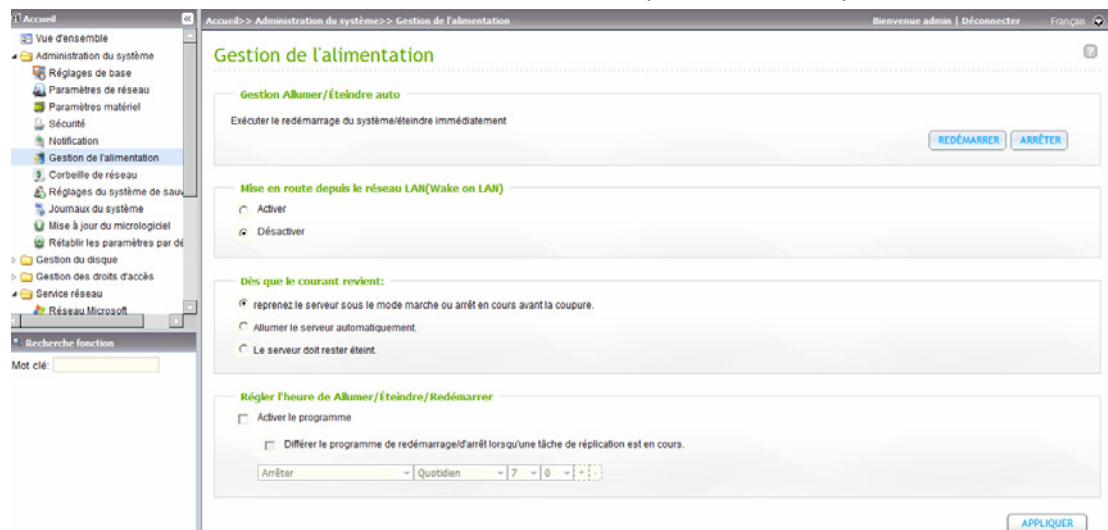 Accueil
Accueil>> Administration du système>> Gestion de l'alimentation
Bienvenue admin | Déconnecter
Français
Vue d'ensemble
Administration du système
Réglages de base
Paramètres de réseau
Paramètres matériel
Sécurité
Notification
Gestion de l'alimentation
Corbeille de réseau
Réglages du système de sauv
Journaux du système
Mise à jour du micrologiciel
Rétablir les paramètres par dé
Gestion du disque
Gestion des droits d'accès
Service réseau
Réseau Microsoft
Recherche fonction
Mot clé:
Gestion de l'alimentation
Gestion Allumer/Éteindre auto
Exécuter le redémarrage du système/éteindre immédiatement
REDÉMARRER
ARRÊTER
Mise en route depuis le réseau LAN(Wake on LAN)
Activer
Désactiver
Dès que le courant revient:
reprenez le serveur sous le mode marche ou arrêt en cours avant la coupure.
Allumer le serveur automatiquement.
Le serveur doit rester éteint.
Régler l'heure de Allumer/Éteindre/Redémarrer
Activer le programme
Différer le programme de redémarrage/d'arrêt lorsqu'une tâche de réplication est en cours.
Arrêter Quotidien 7 0 + -
APPLIQUER